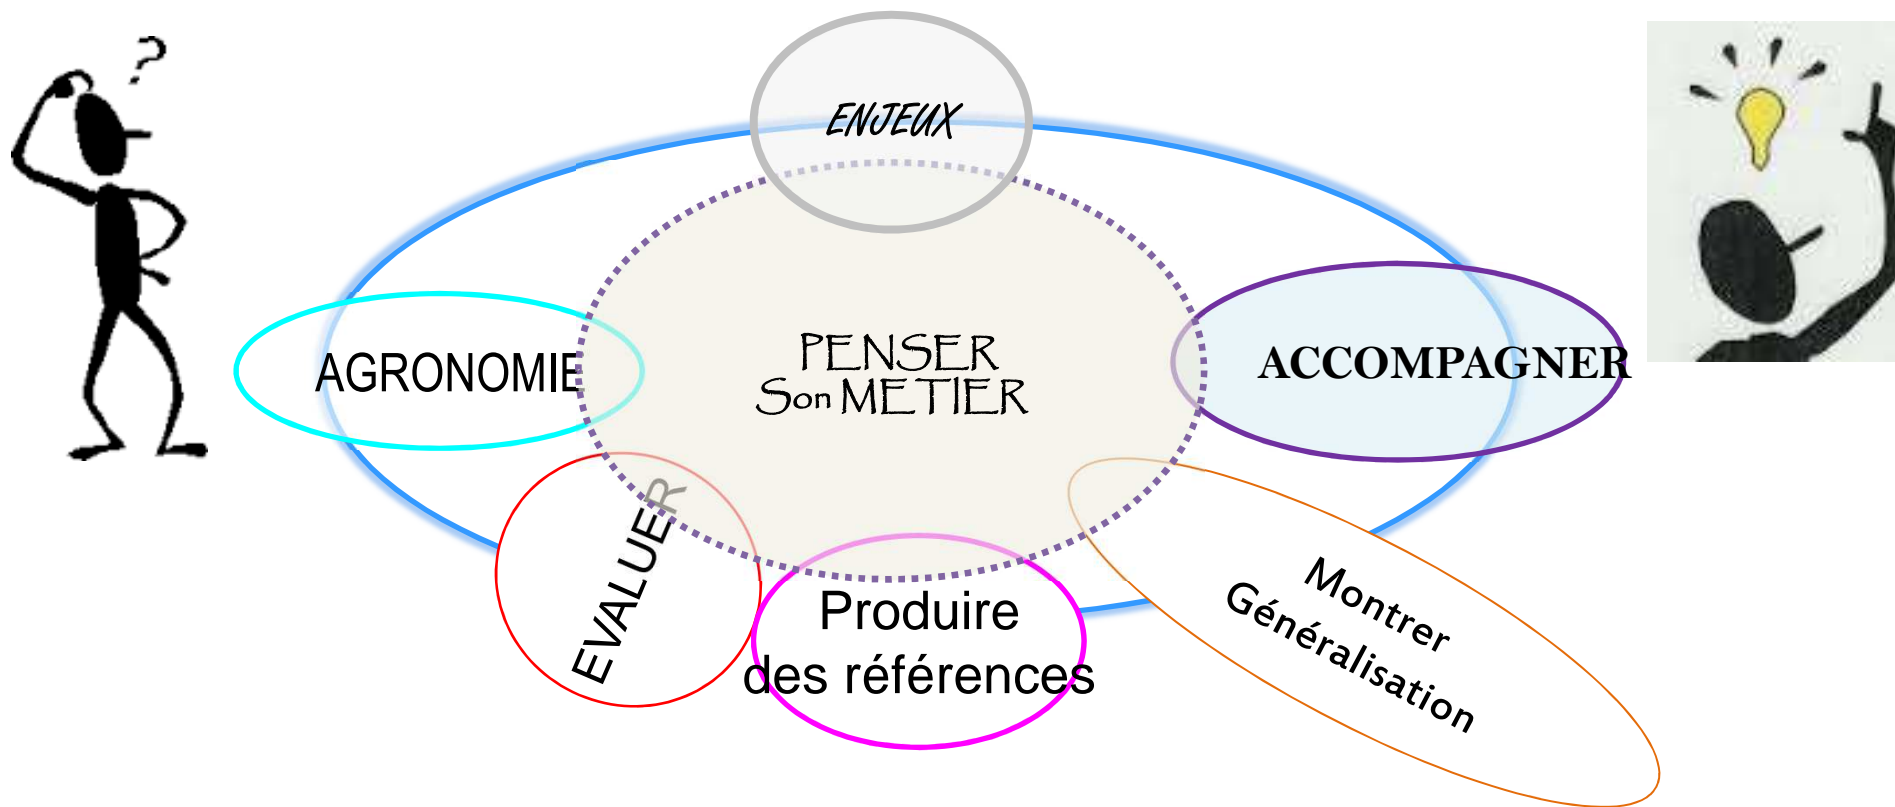 ?
ENJEUX
AGRONOMIE
PENSER
Son METIER
ACCOMPAGNER
EVALUER
Produire
des références
Montrer
Généralisation